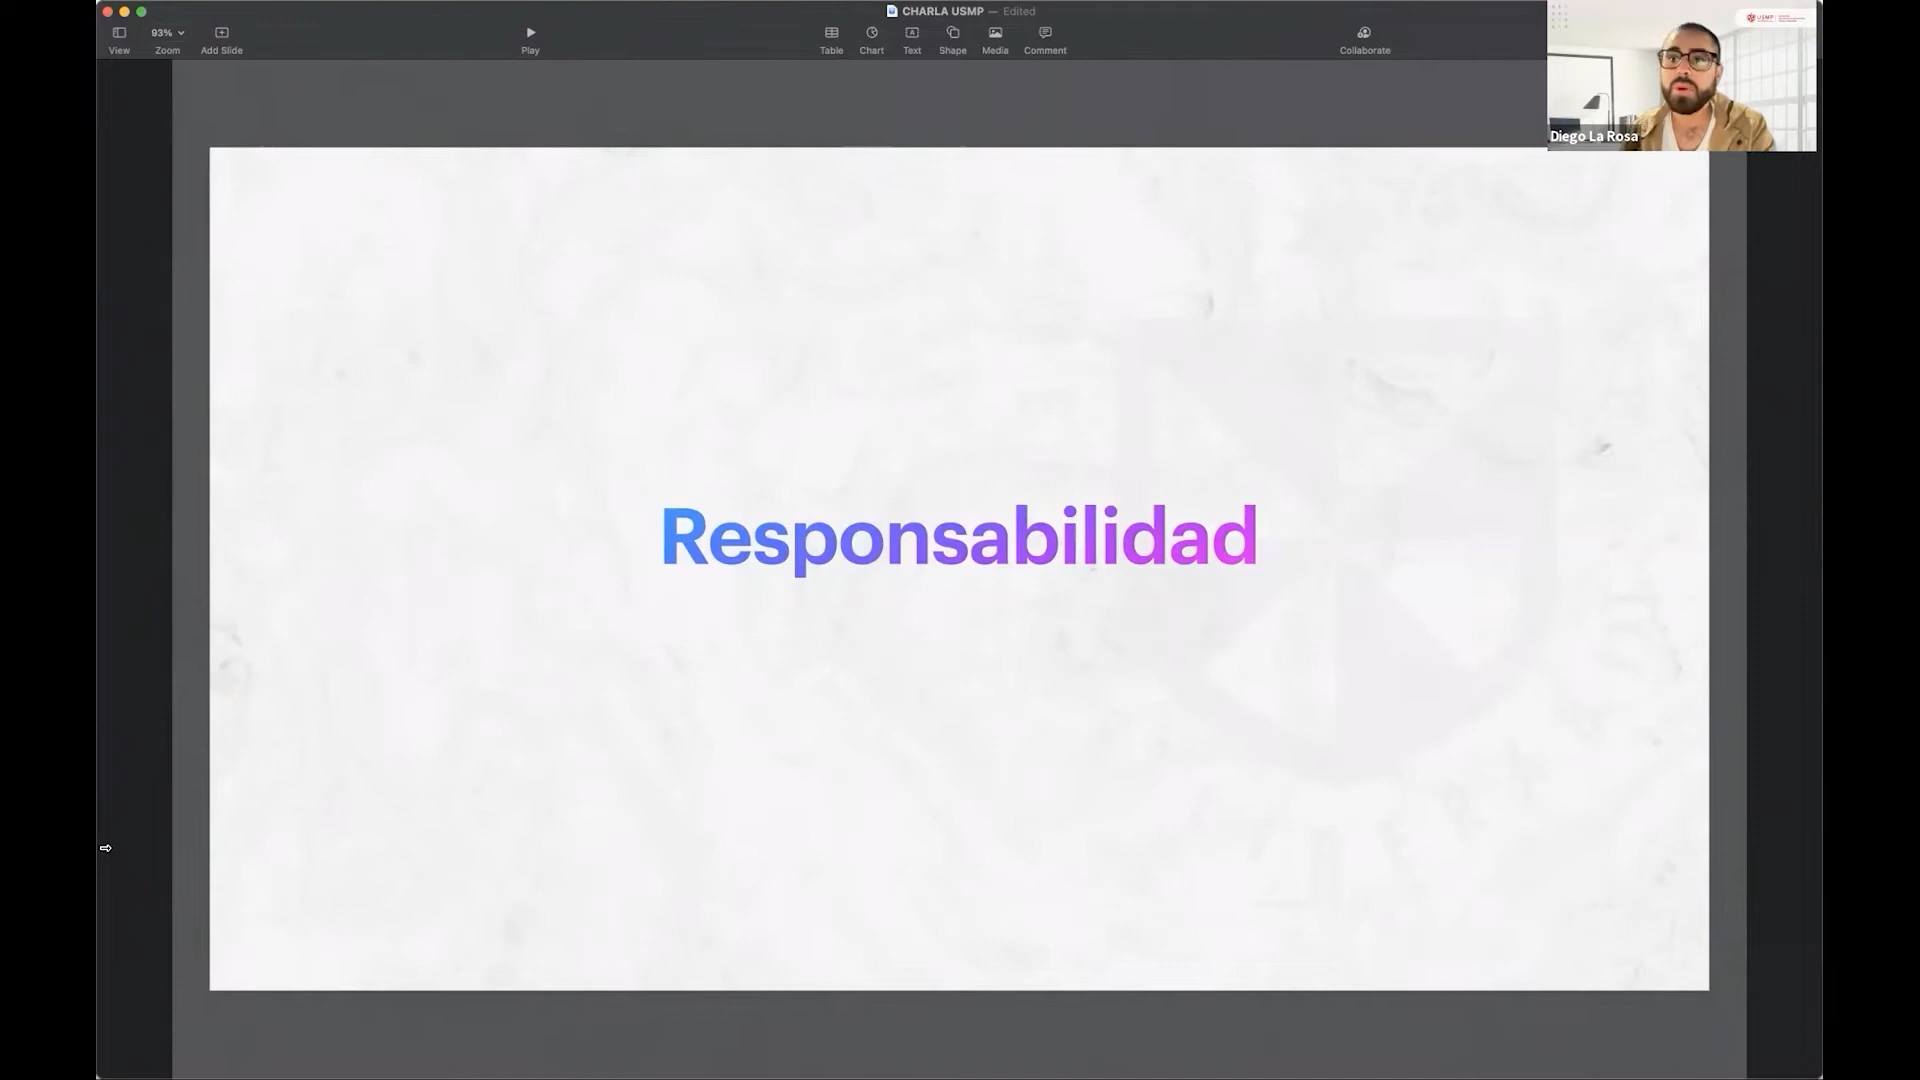 CHARLA USMP — Edited
93%
View
Zoom
Add Slide
Play
Table
Chart
Text
Shape
Media
Comment
Collaborate
USMP
Diego La Rosa
Responsabilidad